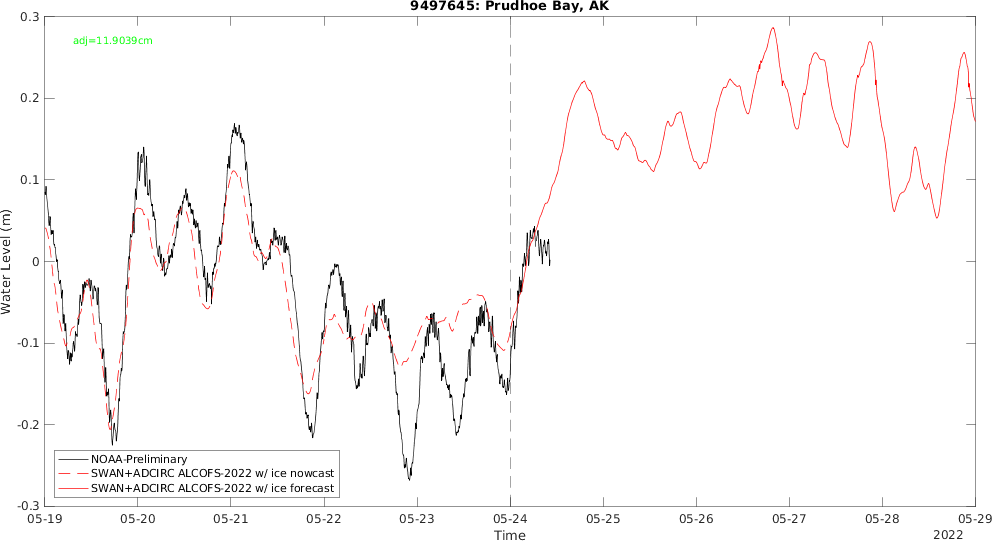 9497645: Prudhoe Bay, AK
adj=11.9039cm
0.3
0.2
0.1
0
-0.1
-0.2
-0.3
Water Level (m)
NOAA-Preliminary
SWAN+ADCIRC ALCOFS-2022 w/ ice nowcast
SWAN+ADCIRC ALCOFS-2022 w/ ice forecast
05-19 05-20 05-21 05-22 05-23 05-24 05-25 05-26 05-27 05-28 05-29
Time
2022